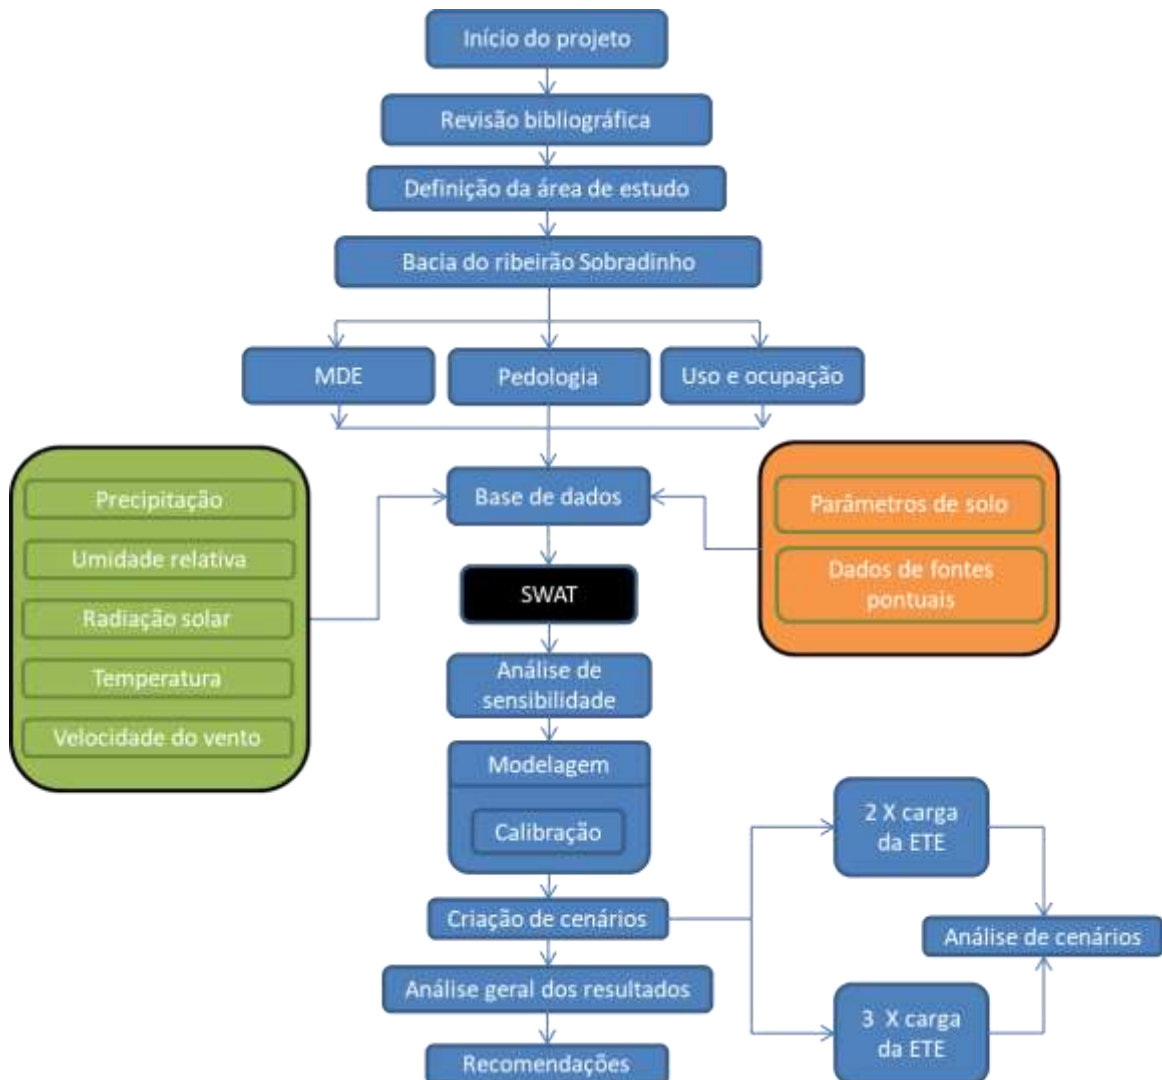 Início do projeto
Revisão bibliográfica
Definição da área de estudo
Bacia do ribeirão Sobradinho
MDE
Pedologia
Uso e ocupação
Precipitação
Umidade relativa
Radiação solar
Temperatura
Velocidade do vento
Base de dados
Parâmetros de solo
Dados de fontes
pontuais
SWAT
Análise de
sensibilidade
Modelagem
Calibração
Criação de cenários
2 X carga
da ETE
3 X carga
da ETE
Análise de cenários
Análise geral dos resultados
Recomendações